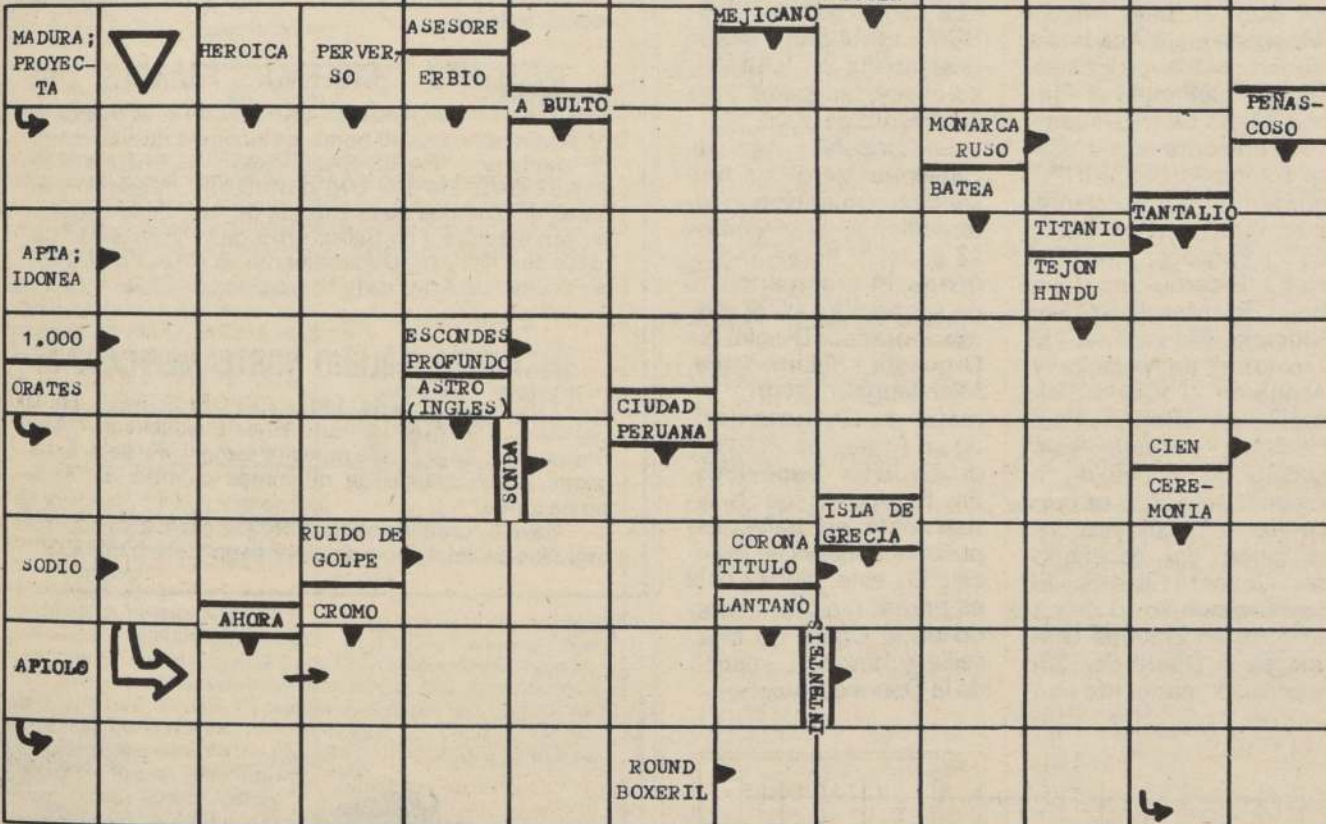 MEJICANO
MADURA;
PROYEC-
TA
HEROICA
PERVER-
SO
ASESORE
ERBIO
A BULTO
MONARCA
RUSO
BATEA
PEÑAS-
COSO
APTA;
IDONEA
TITANIO
TEJON
HINDU
TANTALIO
1.000
ORATES
ESCONDES
PROFUNDO
ASTRO
(INGLES)
SONDA
CIUDAD
PERUANA
CIEN
CERE-
MONIA
SODIO
RUIDO DE
GOLPE
CROMO
CORONA
TITULO
LANTANO
ISLA DE
GRECIA
AHORA
APIOLO
INTENTEIS
ROUND
BOXERIL